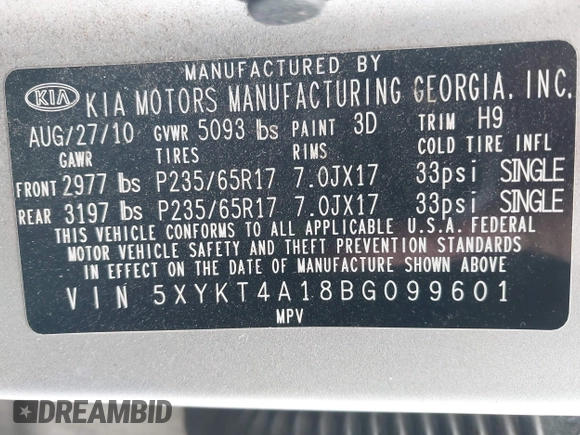 MANUFACTURED BY
KIA KIA MOTORS MANUFACTURING GEORGIA, INC.
AUG/27/10 GVWR 5093 lbs PAINT 3D TRIM H9
GAWR TIRES RIMS COLD TIRE INFL
FRONT 2977 lbs P235/65R17 7.0JX17 33psi SINGLE
REAR 3197 lbs P235/65R17 7.0JX17 33psi SINGLE
THIS VEHICLE CONFORMS TO ALL APPLICABLE U.S.A. FEDERAL
MOTOR VEHICLE SAFETY AND THEFT PREVENTION STANDARDS
IN EFFECT ON THE DATE OF MANUFACTURE SHOWN ABOVE
VIN 5XYKT4A18BG099601
MPV
DREAMBID